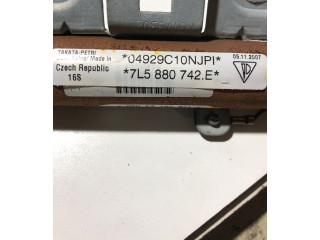 TAKATA-PETRI
Made in
Czech Republic
16S
*04929C10NJPI*
*7L5 880 742.E*
05.11.2007